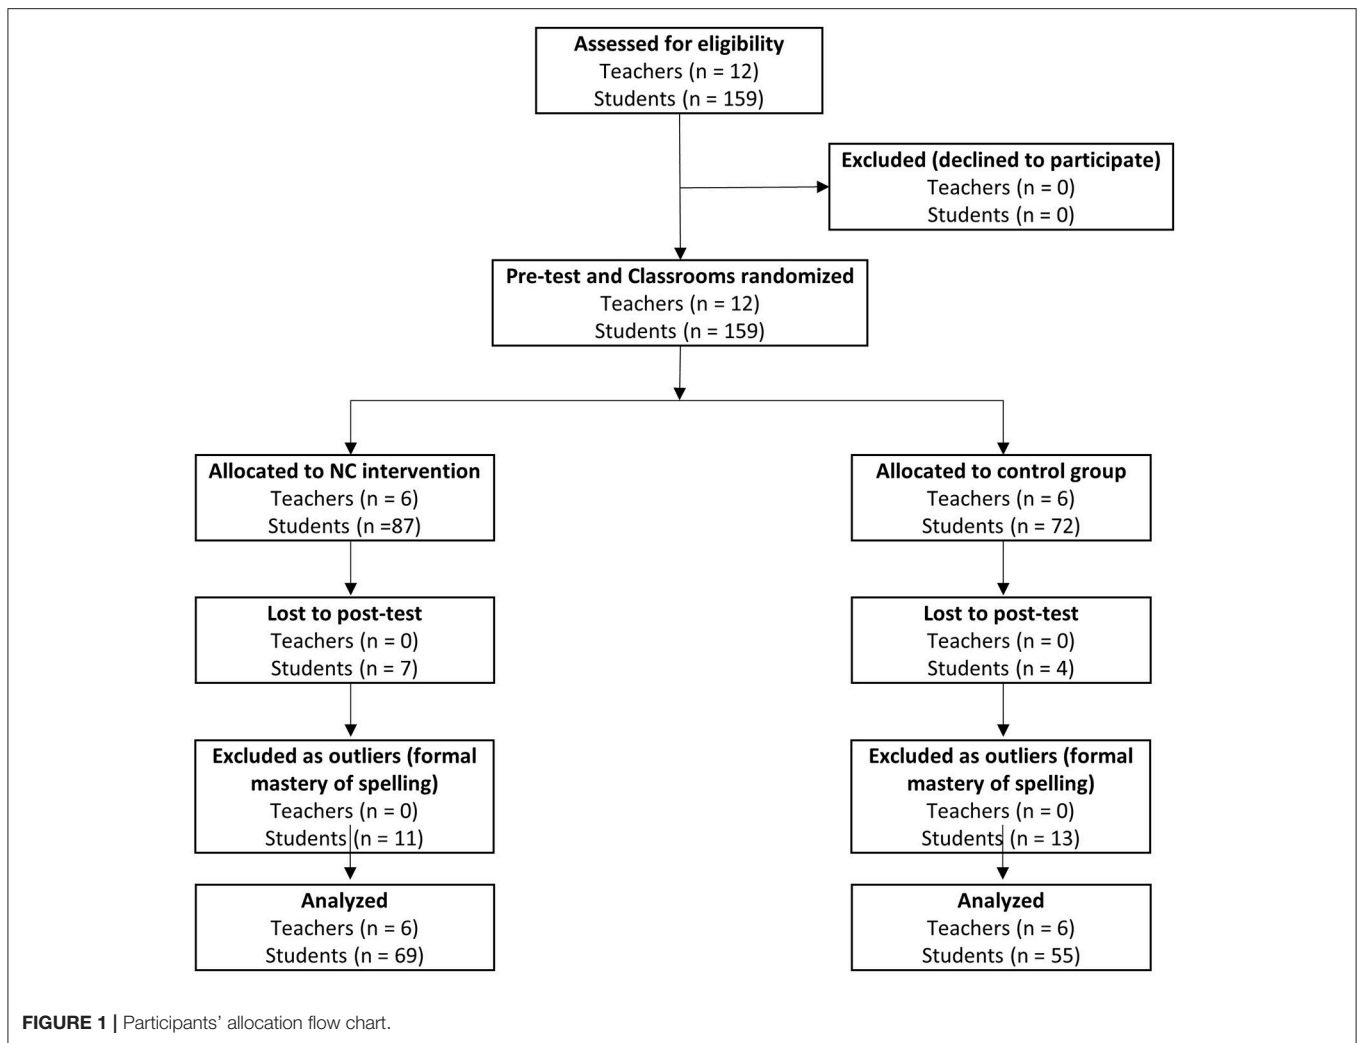 Assessed for eligibility
Teachers (n = 12)
Students (n = 159)
Excluded (declined to participate)
Teachers (n = 0)
Students (n = 0)
Pre-test and Classrooms randomized
Teachers (n = 12)
Students (n = 159)
Allocated to NC intervention
Teachers (n = 6)
Students (n =87)
Allocated to control group
Teachers (n = 6)
Students (n = 72)
Lost to post-test
Teachers (n = 0)
Students (n = 7)
Lost to post-test
Teachers (n = 0)
Students (n = 4)
Excluded as outliers (formal
mastery of spelling)
Teachers (n = 0)
Students (n = 11)
Excluded as outliers (formal
mastery of spelling)
Teachers (n = 0)
Students (n = 13)
Analyzed
Teachers (n = 6)
Students (n = 69)
Analyzed
Teachers (n = 6)
Students (n = 55)
FIGURE 1 | Participants' allocation flow chart.